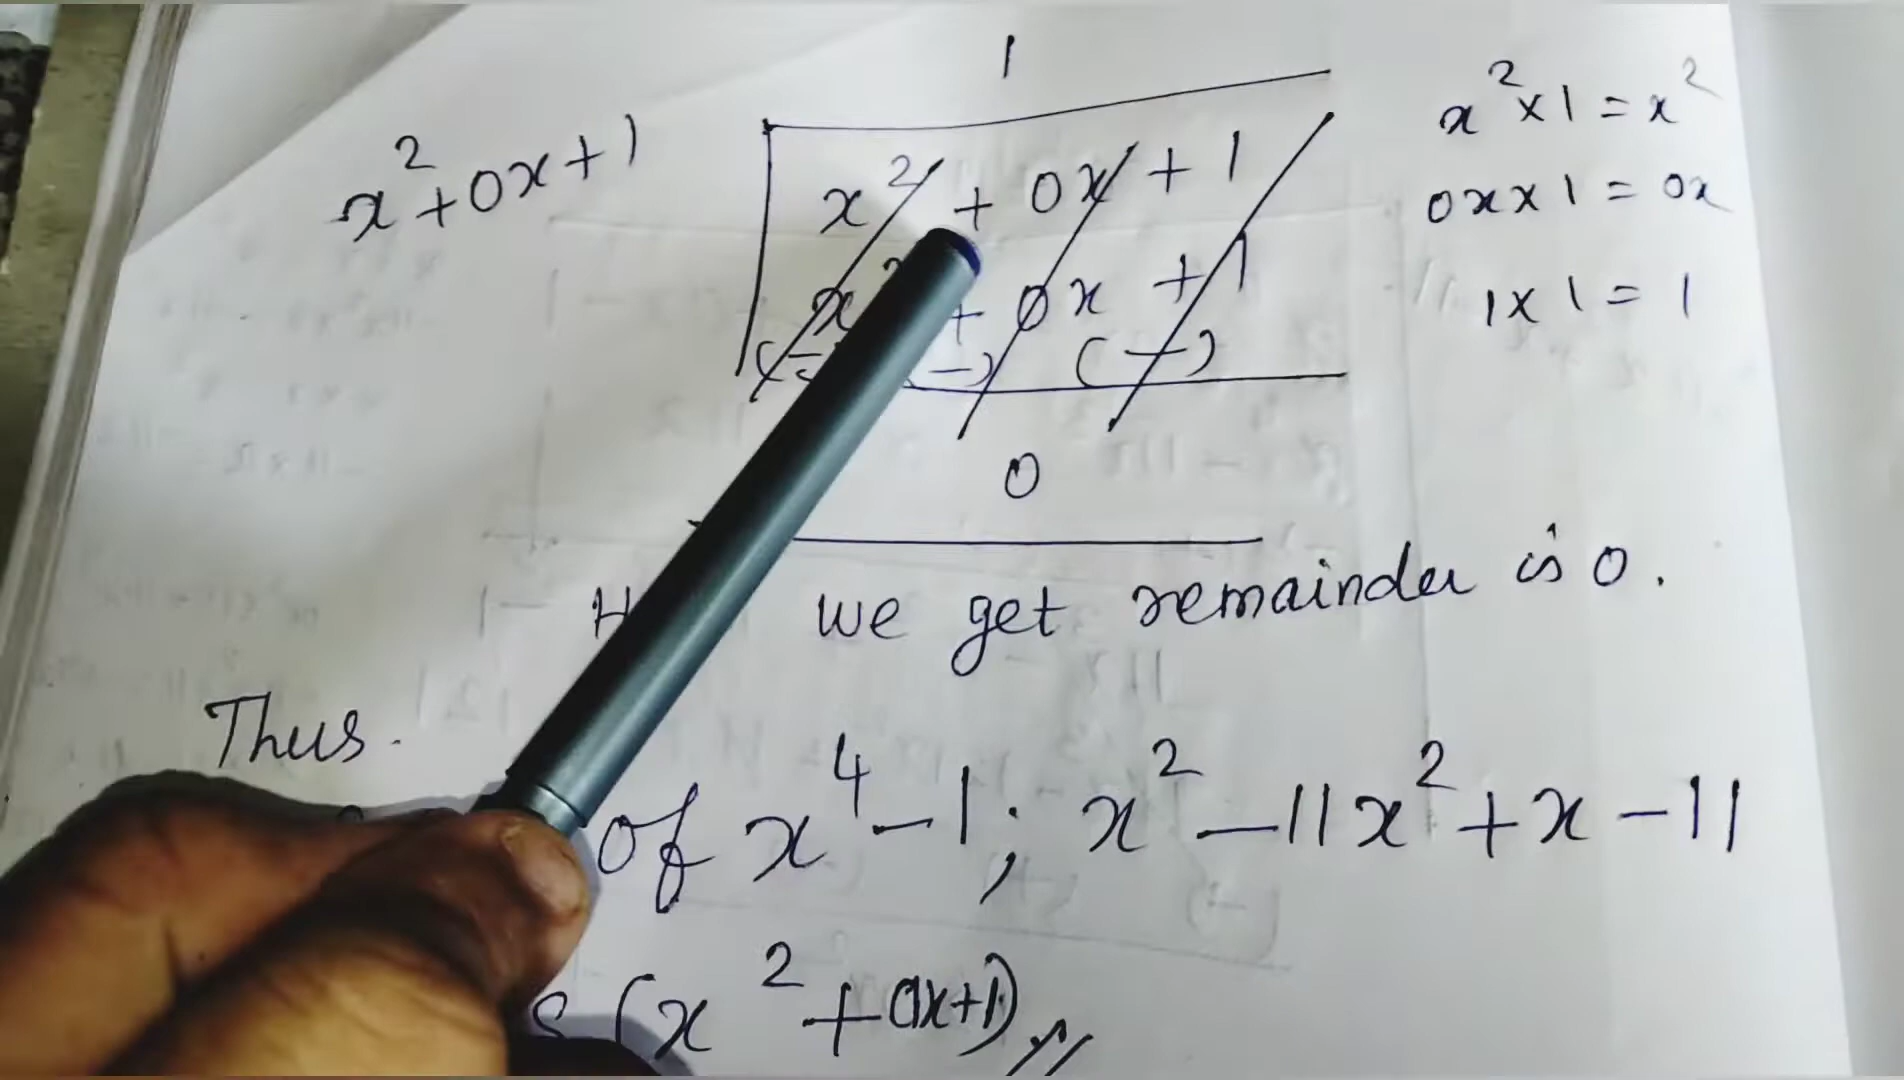 1
x² + 0x + 1
x² + 0x + 1
x² × 1 = x²
0x × 1 = 0x
1 × 1 = 1
x + 0x + 1
(-) (-) (-)
0
we get remainder is 0.
Thus.
of x⁴ - 1; x² - 11x² + x - 11
(x² + 0x + 1) //